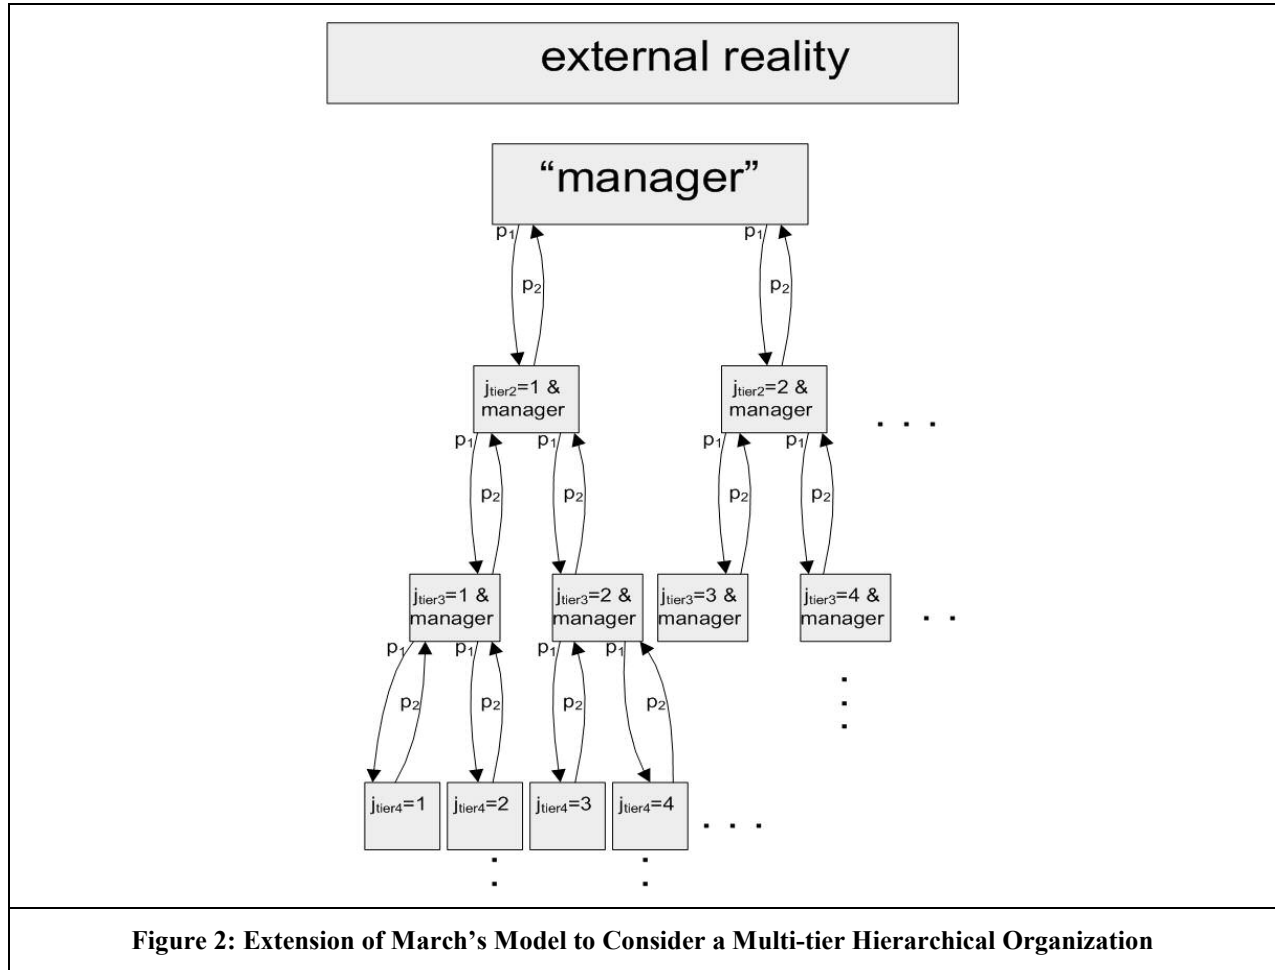 external reality
“manager”
p₁ p₁
p₂ p₂
jtier2=1 &
manager
jtier2=2 &
manager
. . .
p₁ p₁ p₁ p₁
p₂ p₂ p₂ p₂
jtier3=1 &
manager
jtier3=2 &
manager
jtier3=3 &
manager
jtier3=4 &
manager
. .
p₁ p₁ p₁ p₁
p₂ p₂ p₂ p₂
jtier4=1
jtier4=2
jtier4=3
jtier4=4
. . .
Figure 2: Extension of March’s Model to Consider a Multi-tier Hierarchical Organization